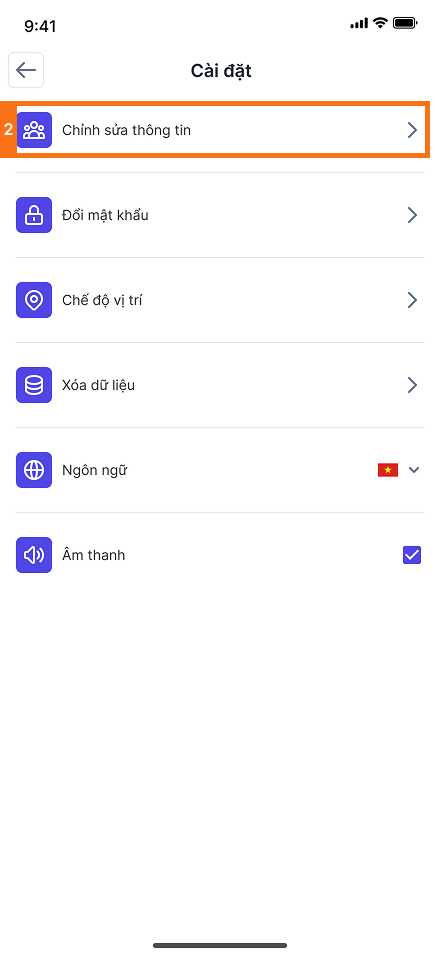 9:41
Cài đặt
2
Chỉnh sửa thông tin
Đổi mật khẩu
Chế độ vị trí
Xóa dữ liệu
Ngôn ngữ
Âm thanh